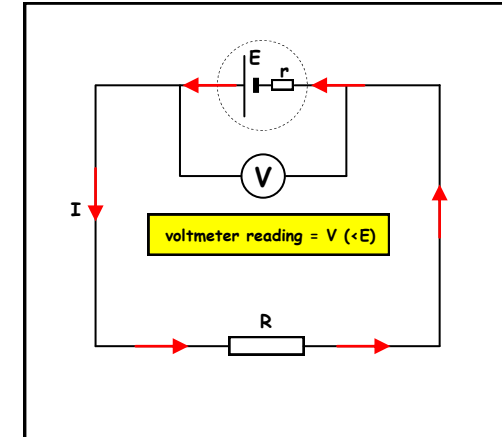 E
r
V
I
voltmeter reading = V (<E)
R